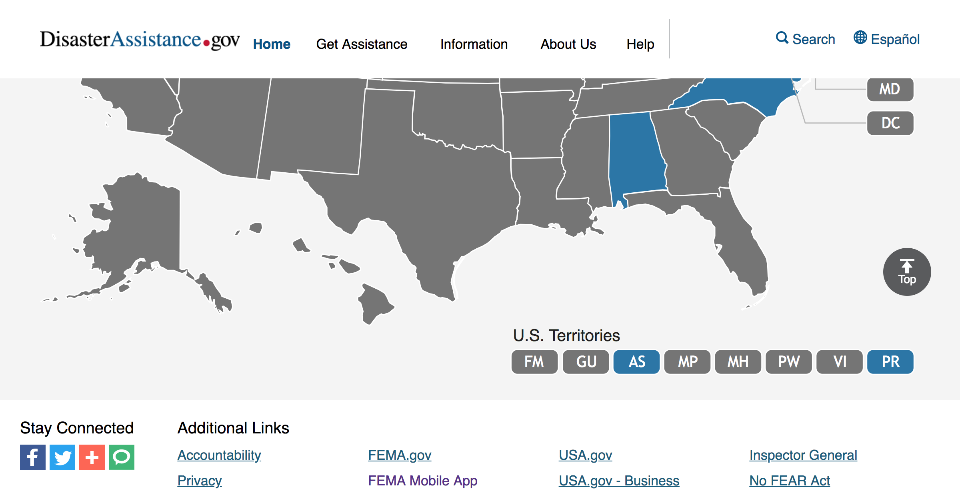 DisasterAssistance.gov Home Get Assistance Information About Us Help Search Español
MD
DC
Top
U.S. Territories
FM GU AS MP MH PW VI PR
Stay Connected Additional Links
Accountability FEMA.gov USA.gov Inspector General
Privacy FEMA Mobile App USA.gov - Business No FEAR Act